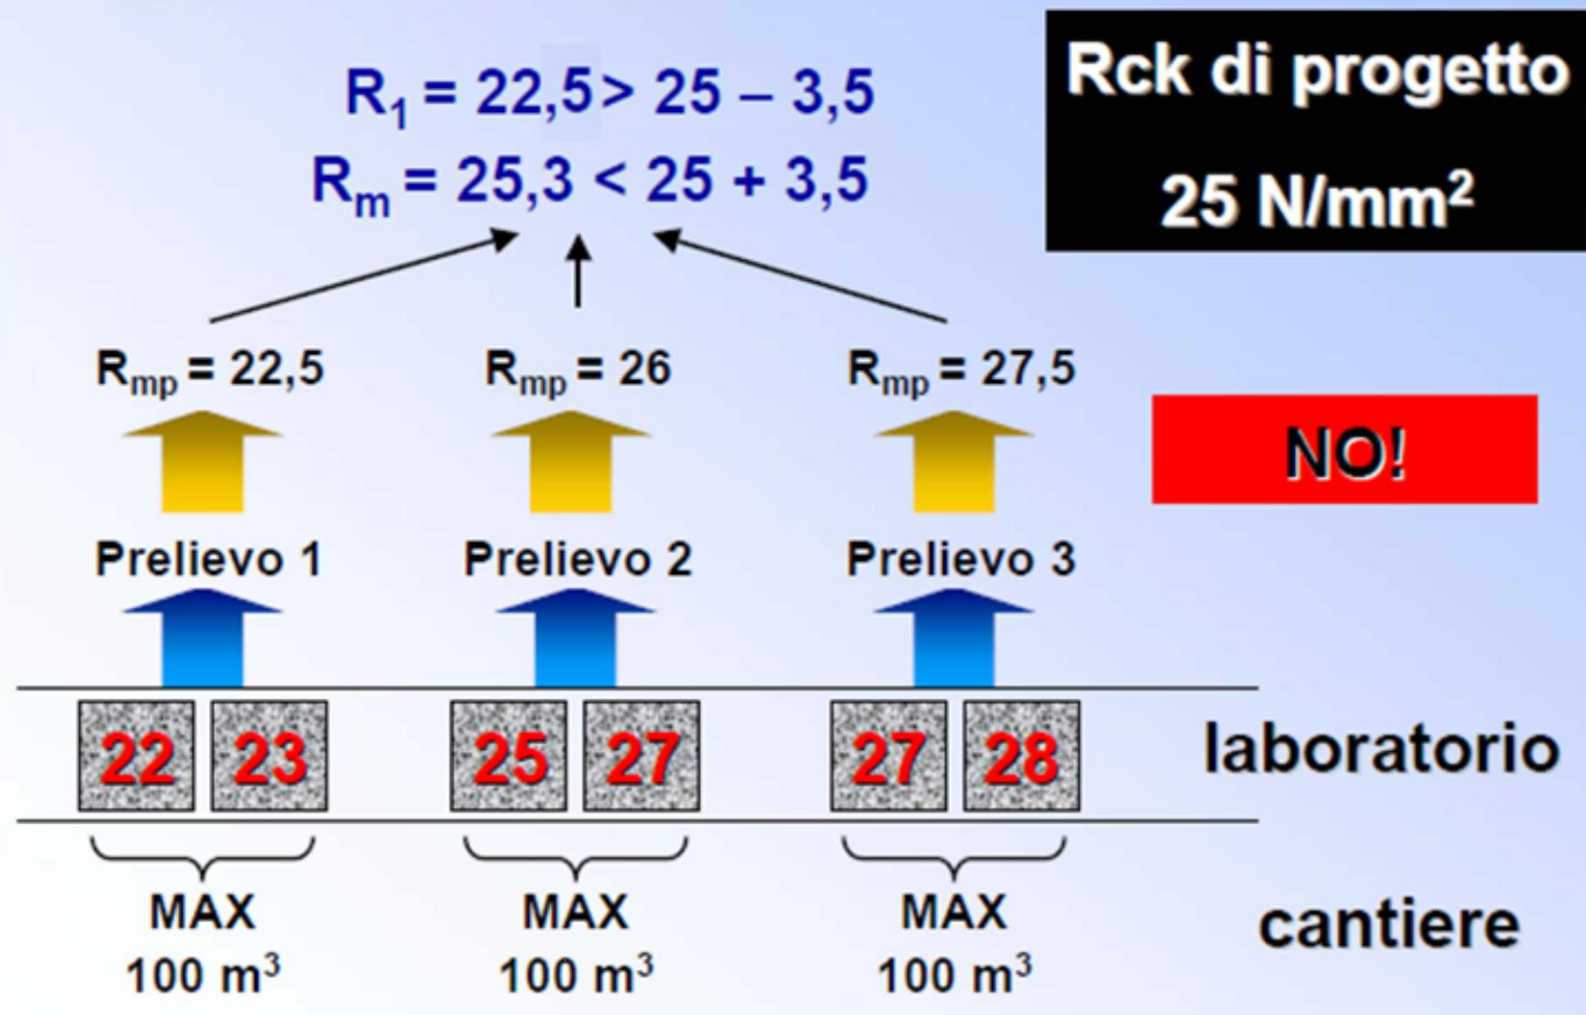 R₁ = 22,5 > 25 – 3,5
Rₘ = 25,3 < 25 + 3,5
Rck di progetto
25 N/mm²
Rmp = 22,5 Rmp = 26 Rmp = 27,5
NO!
Prelievo 1 Prelievo 2 Prelievo 3
22 23 25 27 27 28
laboratorio
MAX MAX MAX
100 m³ 100 m³ 100 m³
cantiere